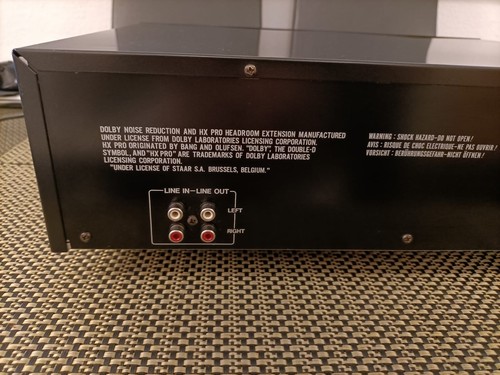 DOLBY NOISE REDUCTION AND HX PRO HEADROOM EXTENSION MANUFACTURED
UNDER LICENSE FROM DOLBY LABORATORIES LICENSING CORPORATION.
HX PRO ORIGINATED BY BANG AND OLUFSEN. "DOLBY", THE DOUBLE-D
SYMBOL, AND "HX PRO" ARE TRADEMARKS OF DOLBY LABORATORIES
LICENSING CORPORATION.
"UNDER LICENSE OF STAAR S.A. BRUSSELS, BELGIUM."
WARNING : SHOCK HAZARD-DO NOT OPEN!
AVIS : RISQUE DE CHOC ELECTRIQUE-NE PAS OUVRIR!
VORSICHT : BERÜHRUNGSGEFAHR-NICHT ÖFFNEN!
LINE IN LINE OUT
LEFT
RIGHT